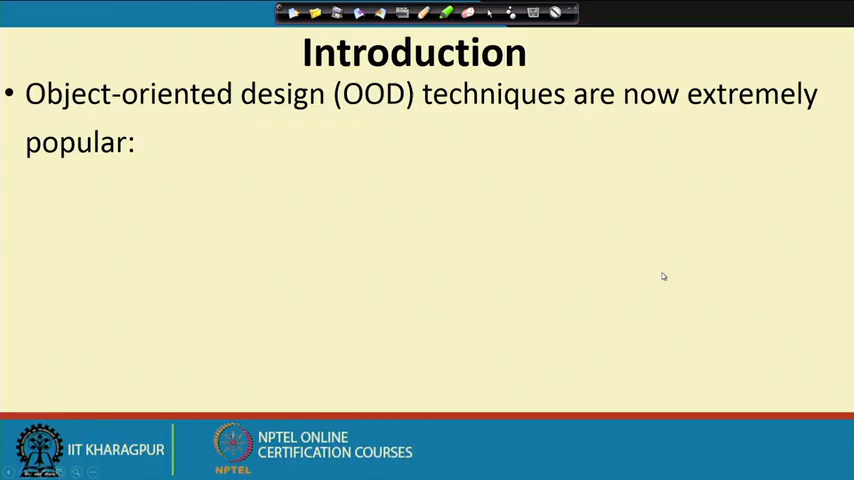 Introduction
• Object-oriented design (OOD) techniques are now extremely
popular:
IIT KHARAGPUR
NPTEL
NPTEL ONLINE
CERTIFICATION COURSES